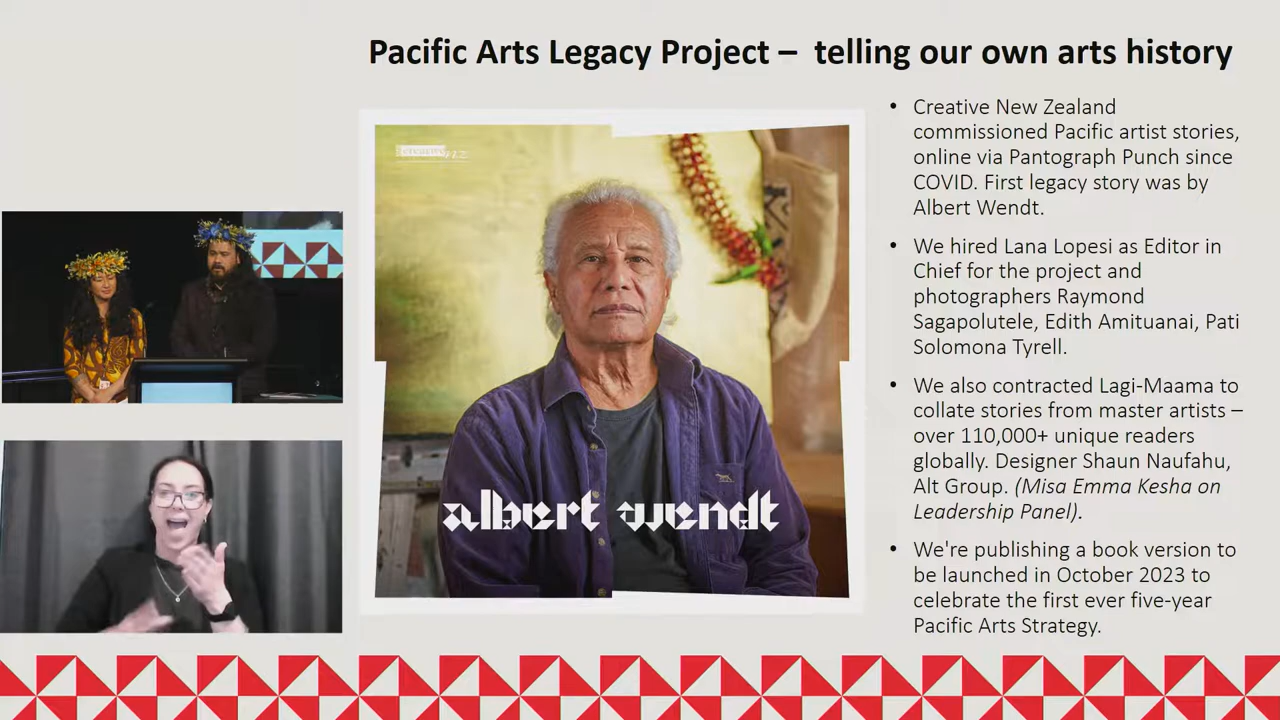 Pacific Arts Legacy Project – telling our own arts history
creative nz
albert wendt
• Creative New Zealand
commissioned Pacific artist stories,
online via Pantograph Punch since
COVID. First legacy story was by
Albert Wendt.
• We hired Lana Lopesi as Editor in
Chief for the project and
photographers Raymond
Sagapolutele, Edith Amituanai, Pati
Solomona Tyrell.
• We also contracted Lagi-Maama to
collate stories from master artists –
over 110,000+ unique readers
globally. Designer Shaun Naufahu,
Alt Group. (Misa Emma Kesha on
Leadership Panel).
• We're publishing a book version to
be launched in October 2023 to
celebrate the first ever five-year
Pacific Arts Strategy.